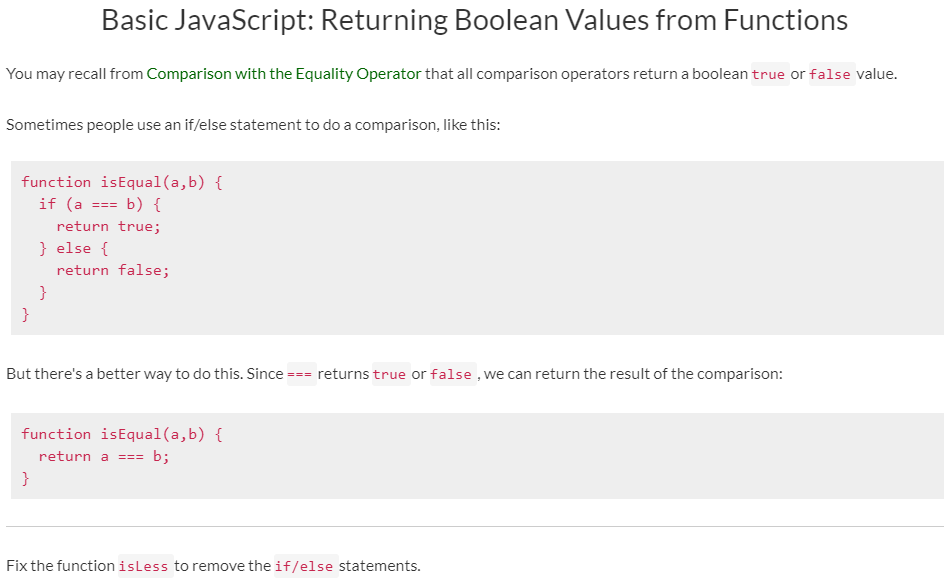 Basic JavaScript: Returning Boolean Values from Functions
You may recall from Comparison with the Equality Operator that all comparison operators return a boolean true or false value.
Sometimes people use an if/else statement to do a comparison, like this:
function isEqual(a,b) {
  if (a === b) {
    return true;
  } else {
    return false;
  }
}
But there's a better way to do this. Since === returns true or false , we can return the result of the comparison:
function isEqual(a,b) {
  return a === b;
}
Fix the function isLess to remove the if/else statements.